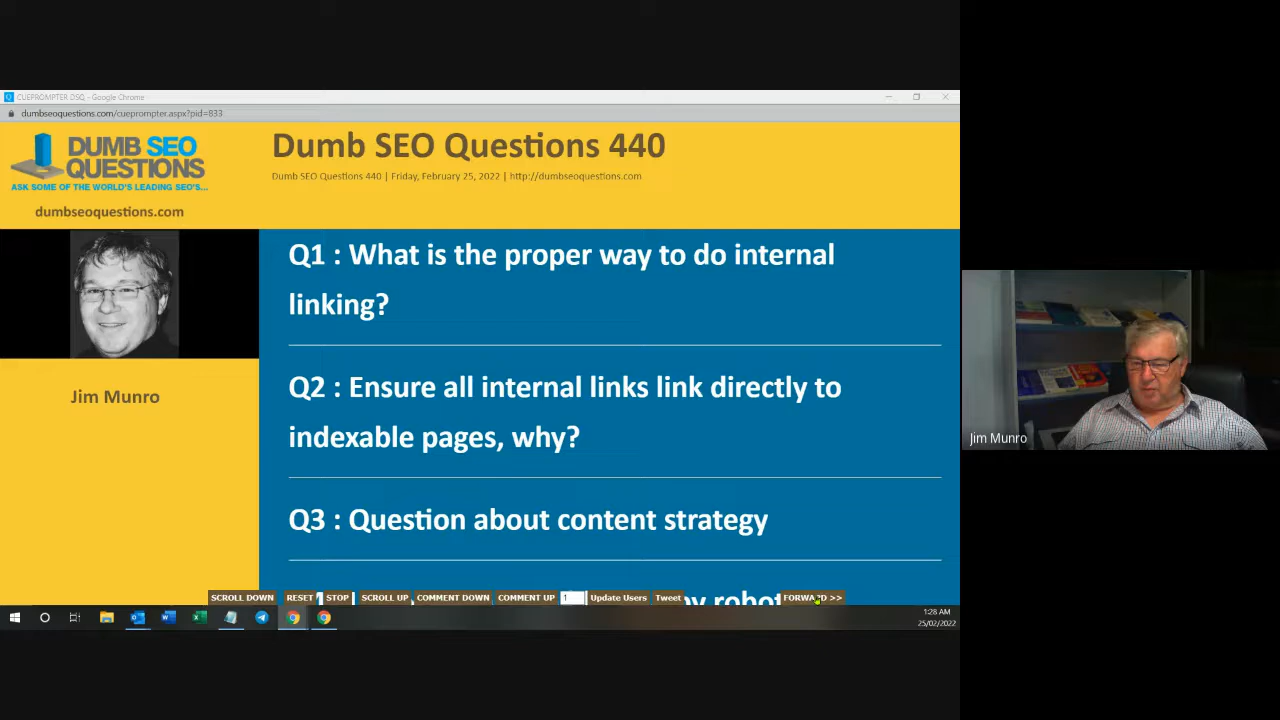 CUEPROMPTER DSQ - Google Chrome
dumbseoquestions.com/cueprompter.aspx?pid=833
DUMB SEO
QUESTIONS
ASK SOME OF THE WORLD'S LEADING SEO'S...
dumbseoquestions.com
Dumb SEO Questions 440
Dumb SEO Questions 440 | Friday, February 25, 2022 | http://dumbseoquestions.com
Jim Munro
Q1 : What is the proper way to do internal
linking?
Q2 : Ensure all internal links link directly to
indexable pages, why?
Q3 : Question about content strategy
SCROLL DOWN RESET STOP SCROLL UP COMMENT DOWN COMMENT UP 1 Update Users Tweet FORWARD >>
1:28 AM
25/02/2022
Jim Munro